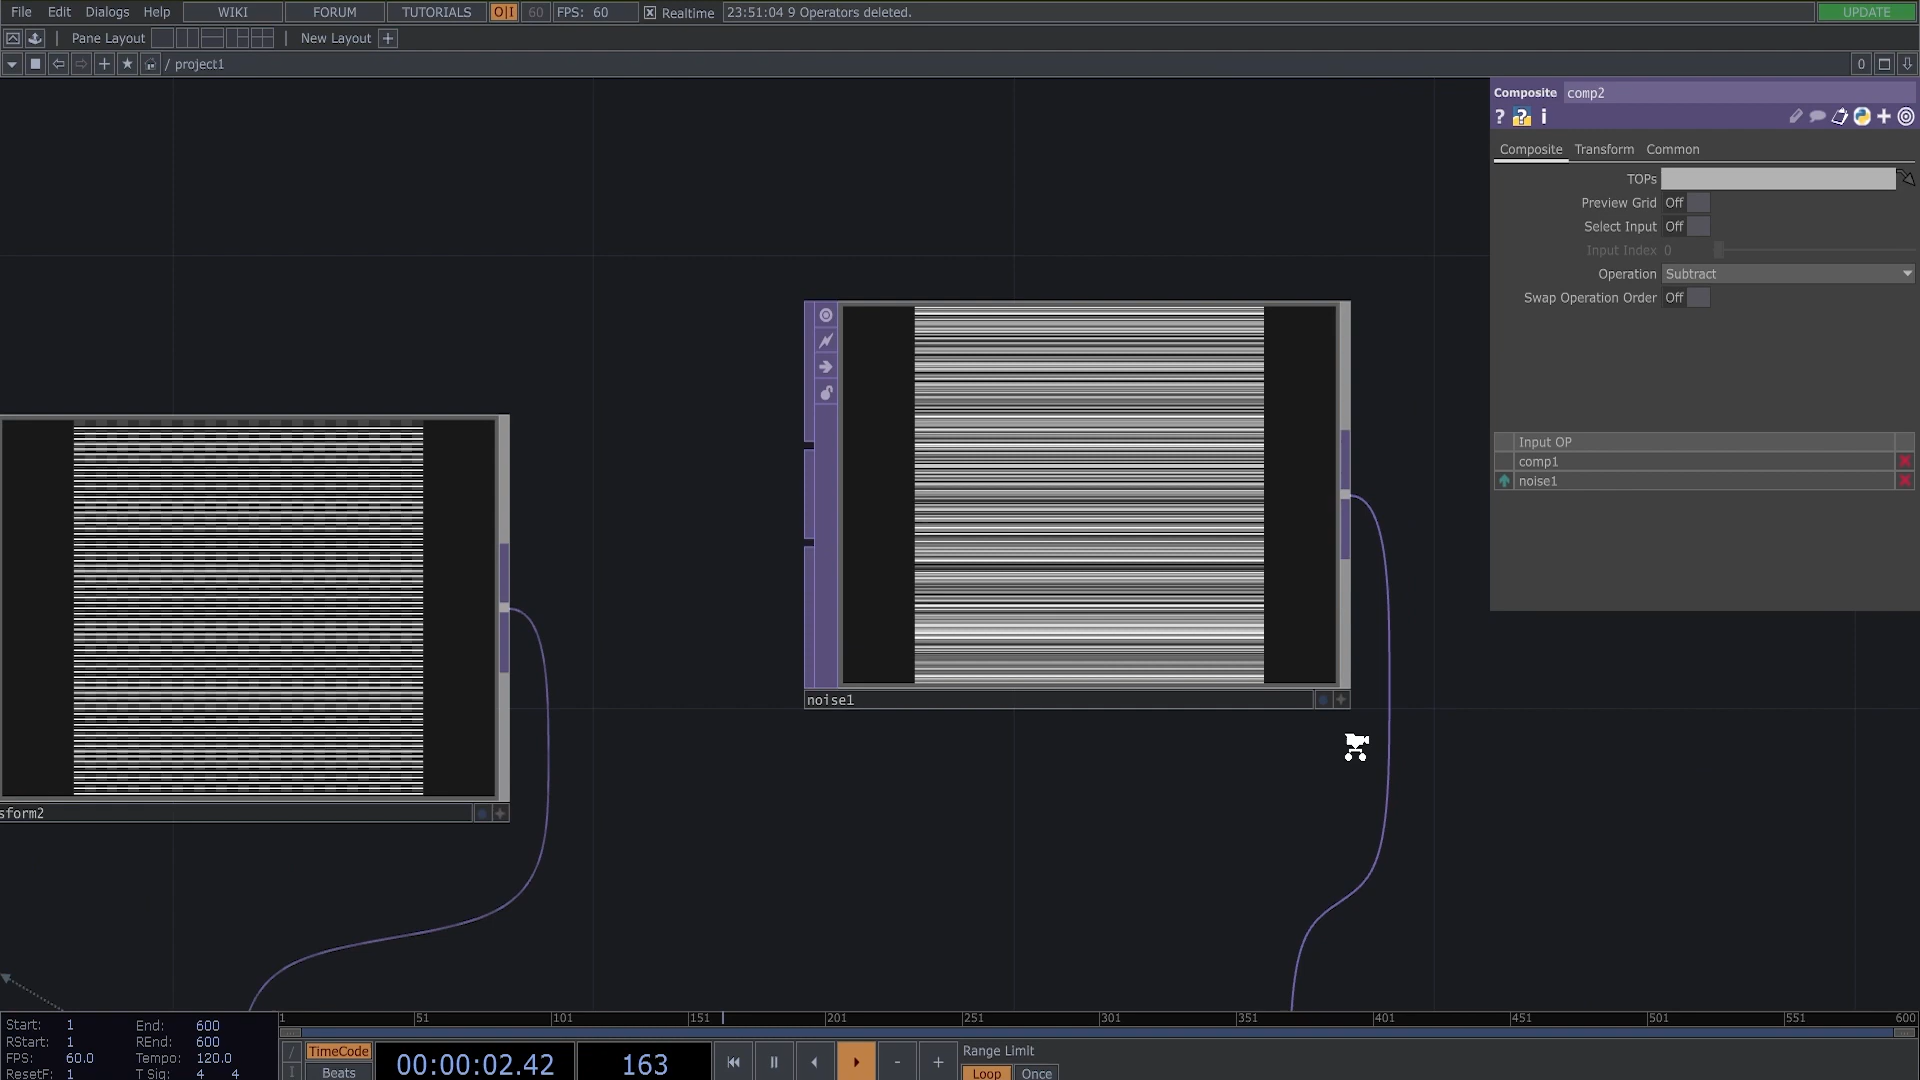 File Edit Dialogs Help WIKI FORUM TUTORIALS O|I 60 FPS: 60 Realtime 23:51:04 9 Operators deleted. UPDATE
Pane Layout New Layout +
/ project1 0
Composite comp2
? ? i
Composite Transform Common
TOPs
Preview Grid Off
Select Input Off
Input Index 0
Operation Subtract
Swap Operation Order Off
Input OP
comp1
noise1
noise1
sform2
1 51 101 151 201 251 301 351 401 451 501 551 600
Start: 1 End: 600
RStart: 1 REnd: 600
FPS: 60.0 Tempo: 120.0
ResetF: 1 T Sig: 4 4
TimeCode
Beats
00:00:02.42 163
- +
Range Limit
Loop Once